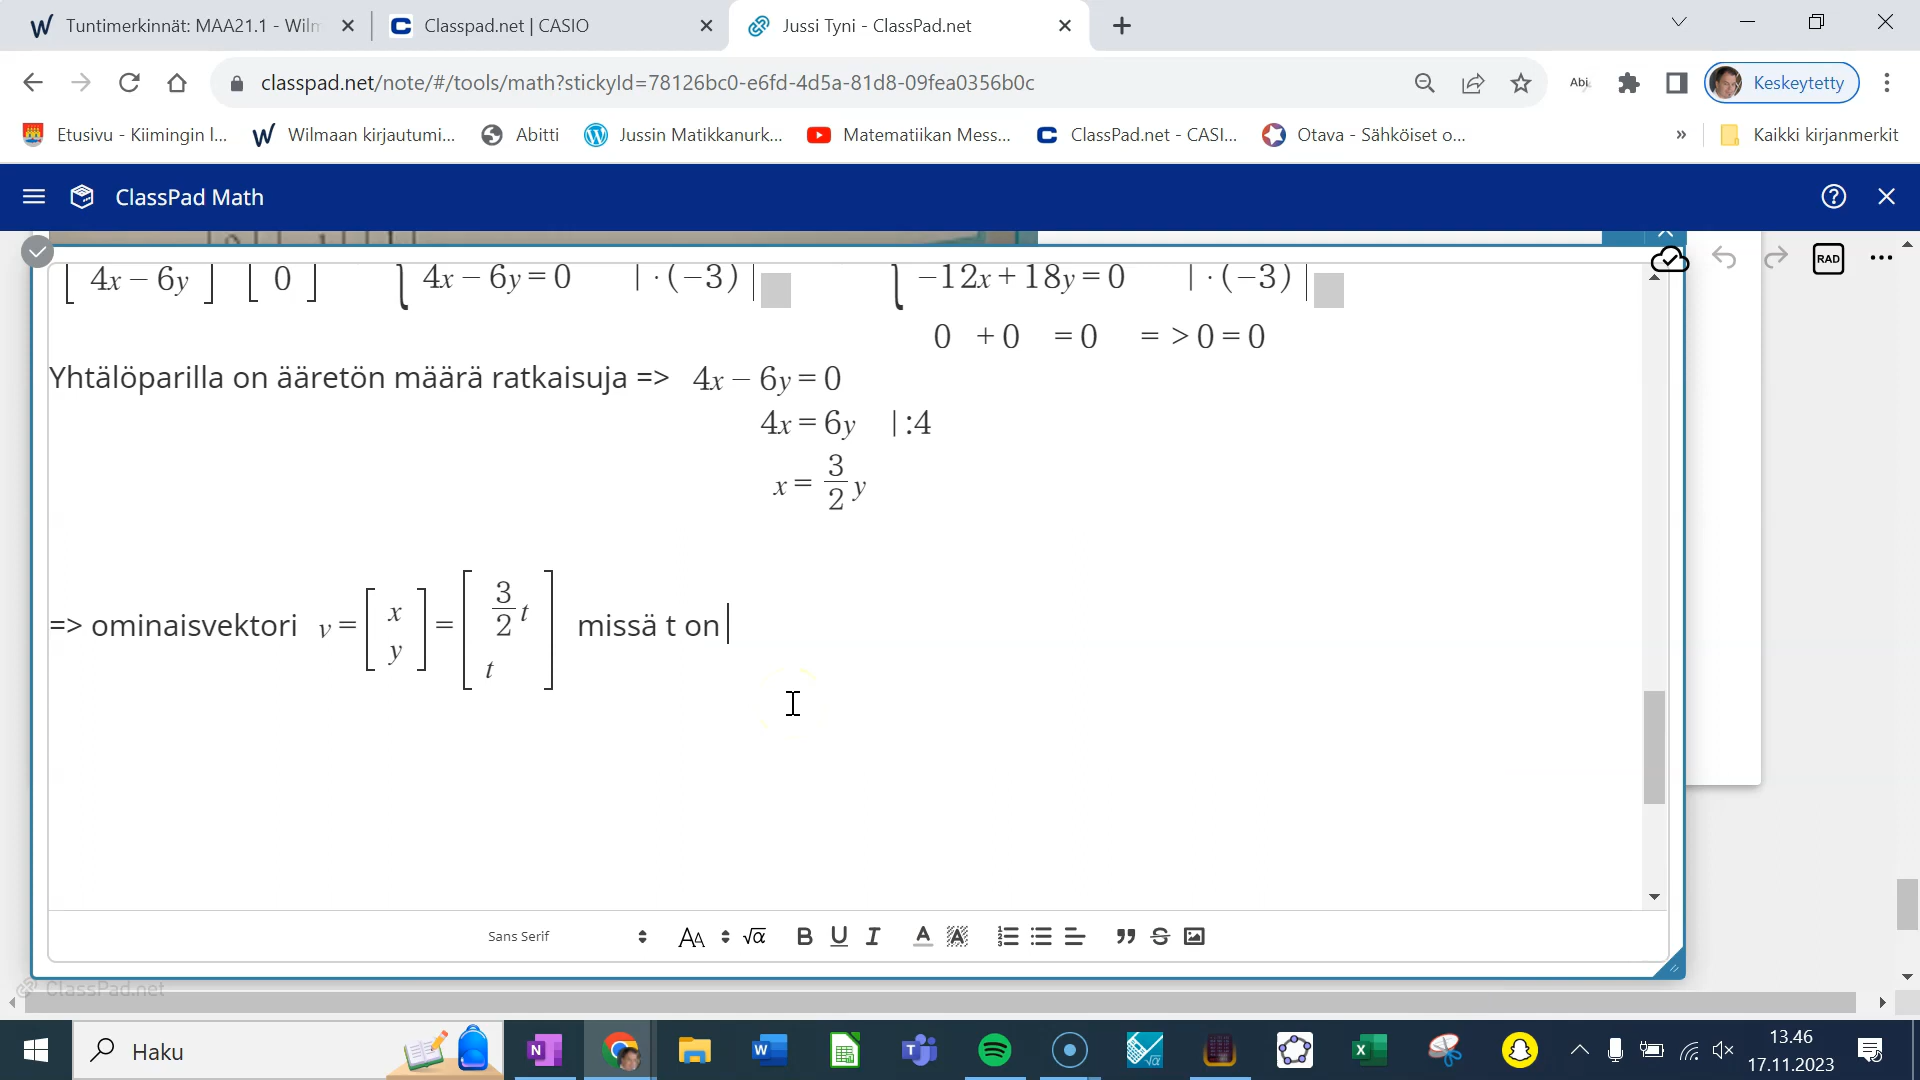 Tuntimerkinnät: MAA21.1 - Wilm
Classpad.net | CASIO
Jussi Tyni - ClassPad.net
classpad.net/note/#/tools/math?stickyId=78126bc0-e6fd-4d5a-81d8-09fea0356b0c
Abi
Keskeytetty
Etusivu - Kiimingin l...
Wilmaan kirjautumi...
Abitti
Jussin Matikkanurk...
Matematiikan Mess...
ClassPad.net - CASI...
Otava - Sähköiset o...
»
Kaikki kirjanmerkit
ClassPad Math
RAD
[4x − 6y] [0] { 4x − 6y = 0 | · (−3) | { −12x + 18y = 0 | · (−3) |
0 + 0 = 0 = > 0 = 0
Yhtälöparilla on ääretön määrä ratkaisuja => 4x − 6y = 0
4x = 6y | :4
x = 3/2 y
=> ominaisvektori v = [x y] = [3/2 t t] missä t on
Sans Serif
ClassPad.net
Haku
13.46
17.11.2023